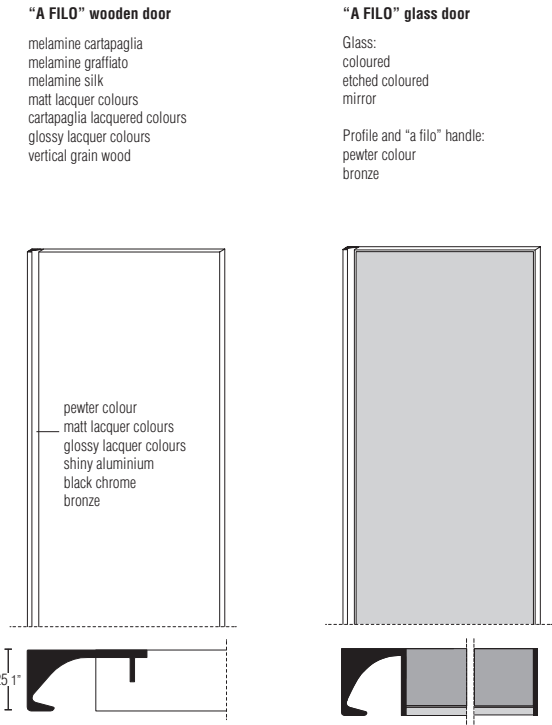 “A FILO” wooden door
melamine cartapaglia
melamine graffiato
melamine silk
matt lacquer colours
cartapaglia lacquered colours
glossy lacquer colours
vertical grain wood
“A FILO” glass door
Glass:
coloured
etched coloured
mirror
Profile and “a filo” handle:
pewter colour
bronze
pewter colour
matt lacquer colours
glossy lacquer colours
shiny aluminium
black chrome
bronze
1"